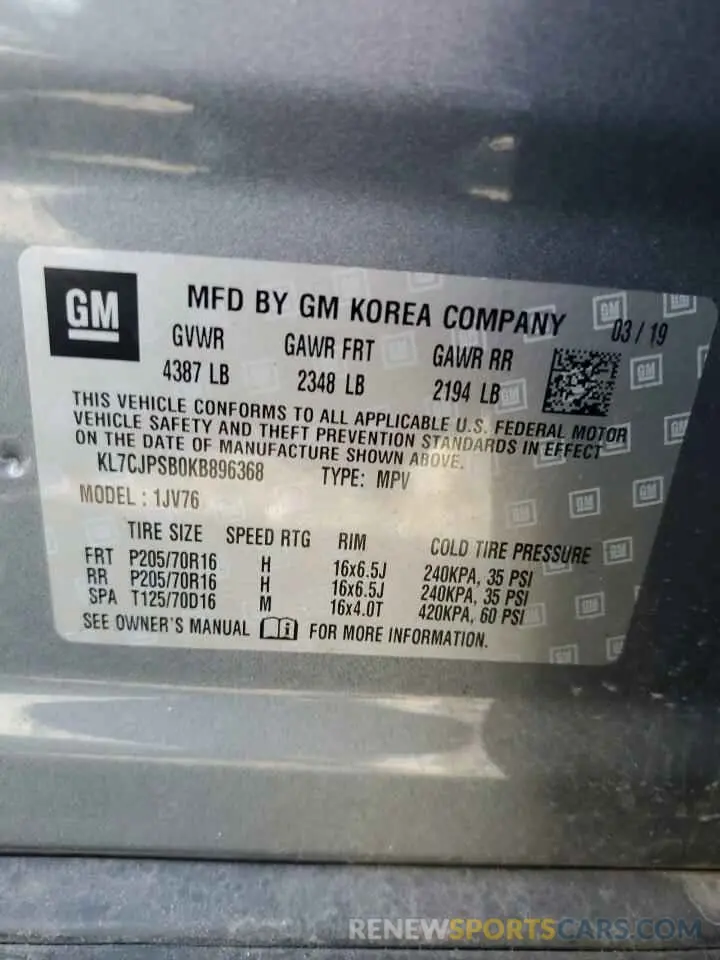 GM
MFD BY GM KOREA COMPANY 03/19
GVWR GAWR FRT GAWR RR
4387 LB 2348 LB 2194 LB
THIS VEHICLE CONFORMS TO ALL APPLICABLE U.S. FEDERAL MOTOR
VEHICLE SAFETY AND THEFT PREVENTION STANDARDS IN EFFECT
ON THE DATE OF MANUFACTURE SHOWN ABOVE.
KL7CJPSB0KB896368 TYPE: MPV
MODEL : 1JV76
TIRE SIZE SPEED RTG RIM COLD TIRE PRESSURE
FRT P205/70R16 H 16x6.5J 240KPA, 35 PSI
RR P205/70R16 H 16x6.5J 240KPA, 35 PSI
SPA T125/70D16 M 16x4.0T 420KPA, 60 PSI
SEE OWNER'S MANUAL FOR MORE INFORMATION.
RENEWSPORTSCARS.COM